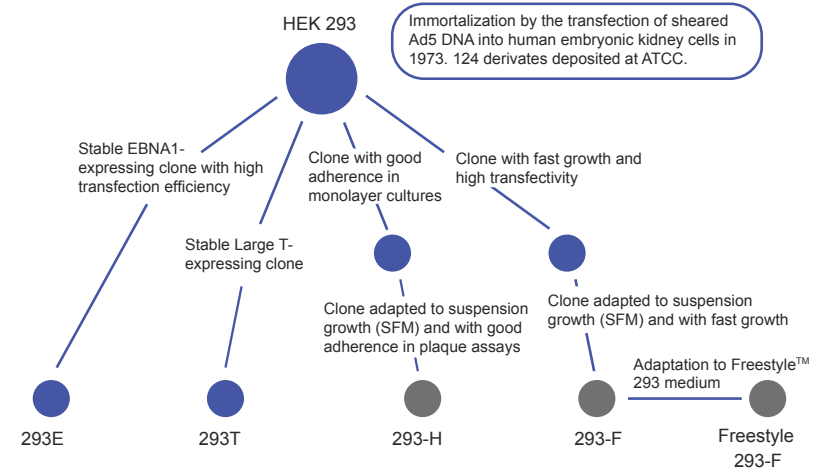 HEK 293
Immortalization by the transfection of sheared
Ad5 DNA into human embryonic kidney cells in
1973. 124 derivates deposited at ATCC.
Stable EBNA1-
expressing clone with high
transfection efficiency
Clone with good
adherence in
monolayer cultures
Clone with fast growth and
high transfectivity
Stable Large T-
expressing clone
Clone adapted to suspension
growth (SFM) and with good
adherence in plaque assays
Clone adapted to suspension
growth (SFM) and with fast growth
Adaptation to Freestyle™
293 medium
293E
293T
293-H
293-F
Freestyle
293-F